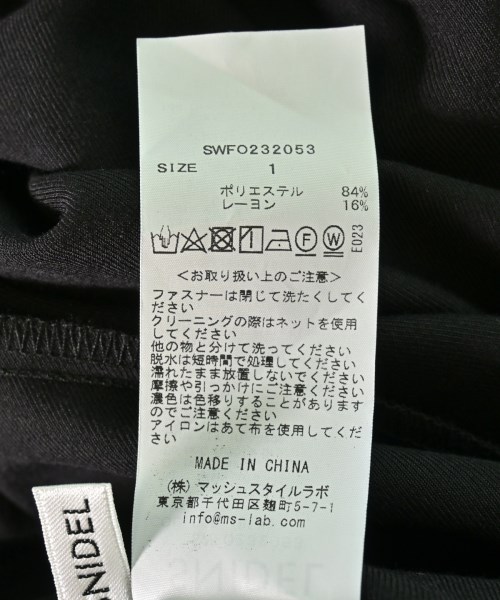 SWFO232053
SIZE 1
ポリエステル 84%
レーヨン 16%
F W E023
＜お取り扱い上のご注意＞
ファスナーは閉じて洗たくしてく
ださい
クリーニングの際はネットを使用
してください
他の物と分けて洗ってください
脱水は短時間で処理してください
濡れたまま放置しないでください
摩擦や引っかけにご注意ください
濃色は色移りすることがあります
のでご注意ください
アイロンはあて布を使用してくだ
さい
MADE IN CHINA
(株) マッシュスタイルラボ
東京都千代田区麹町5-7-1
info@ms-lab.com
SNIDEL